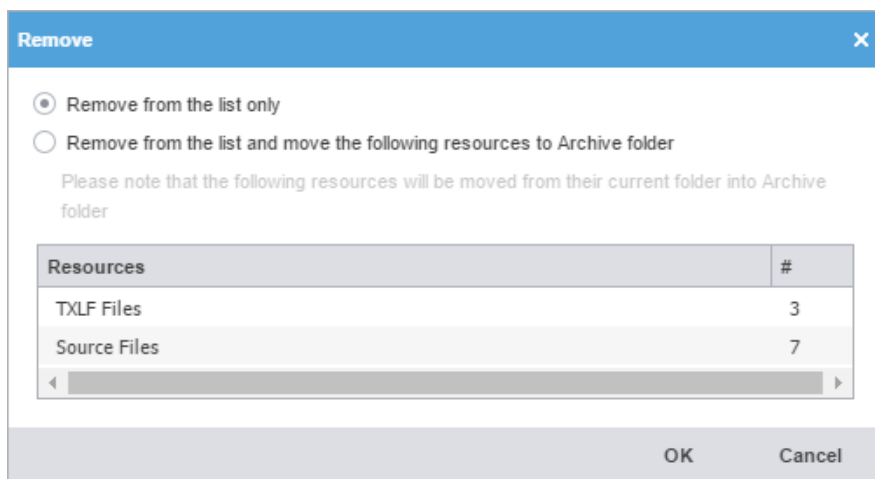 Remove
Remove from the list only
Remove from the list and move the following resources to Archive folder
Please note that the following resources will be moved from their current folder into Archive
folder
Resources #
TXLF Files 3
Source Files 7
OK Cancel